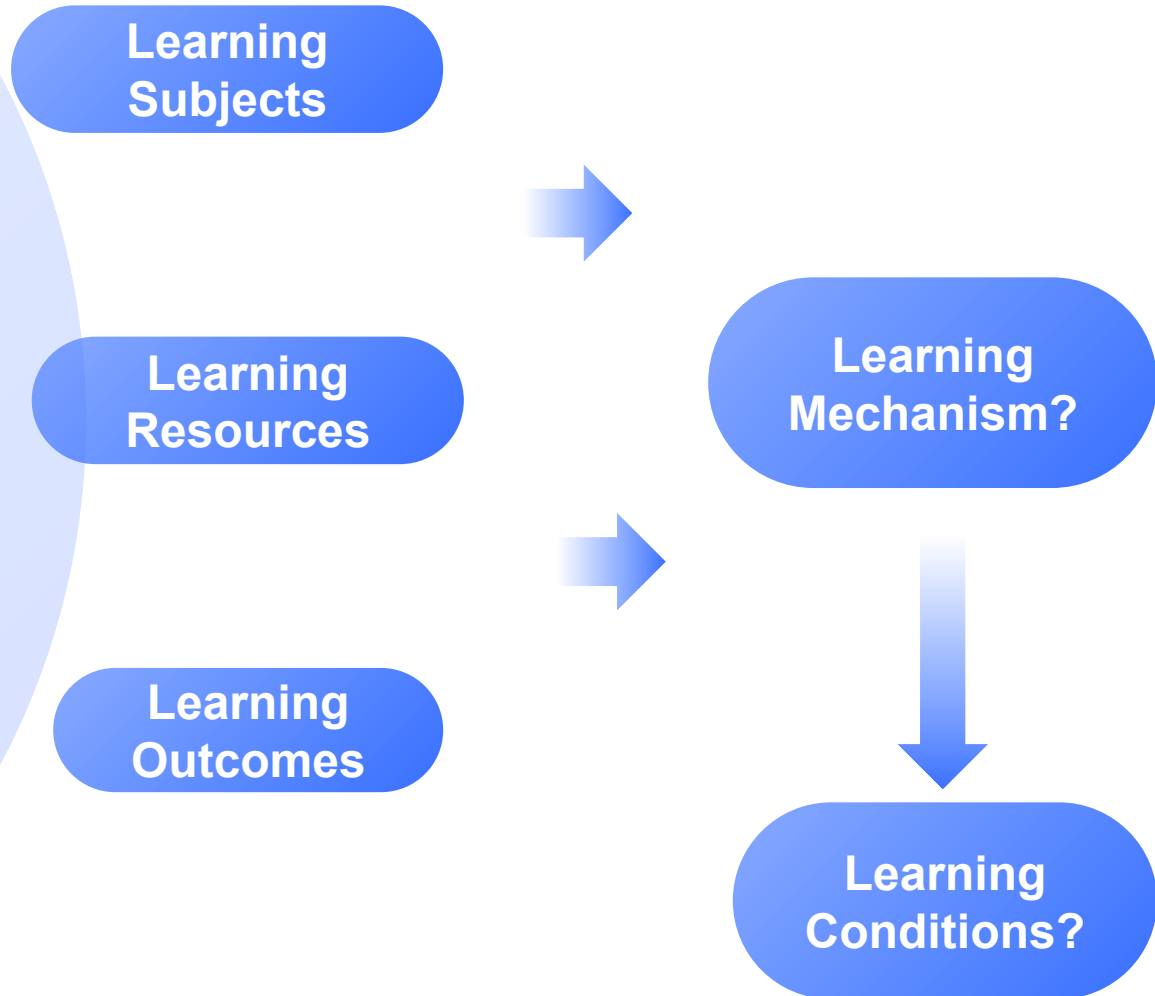 Learning
Subjects
Learning
Resources
Learning
Outcomes
Learning
Mechanism?
Learning
Conditions?